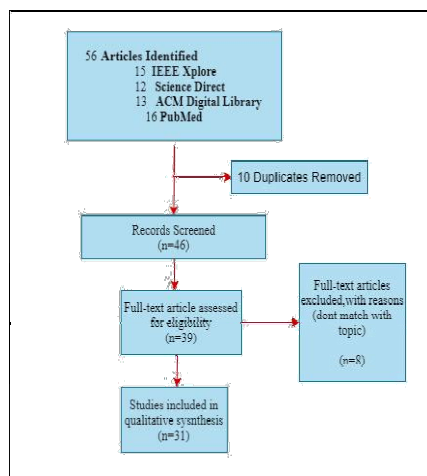 56 Articles Identified
15 IEEE Xplore
12 Science Direct
13 ACM Digital Library
16 PubMed
10 Duplicates Removed
Records Screened
(n=46)
Full-text article assessed
for eligibility
(n=39)
Full-text articles
excluded,with reasons
(dont match with
topic)
(n=8)
Studies included in
qualitative sysnthesis
(n=31)